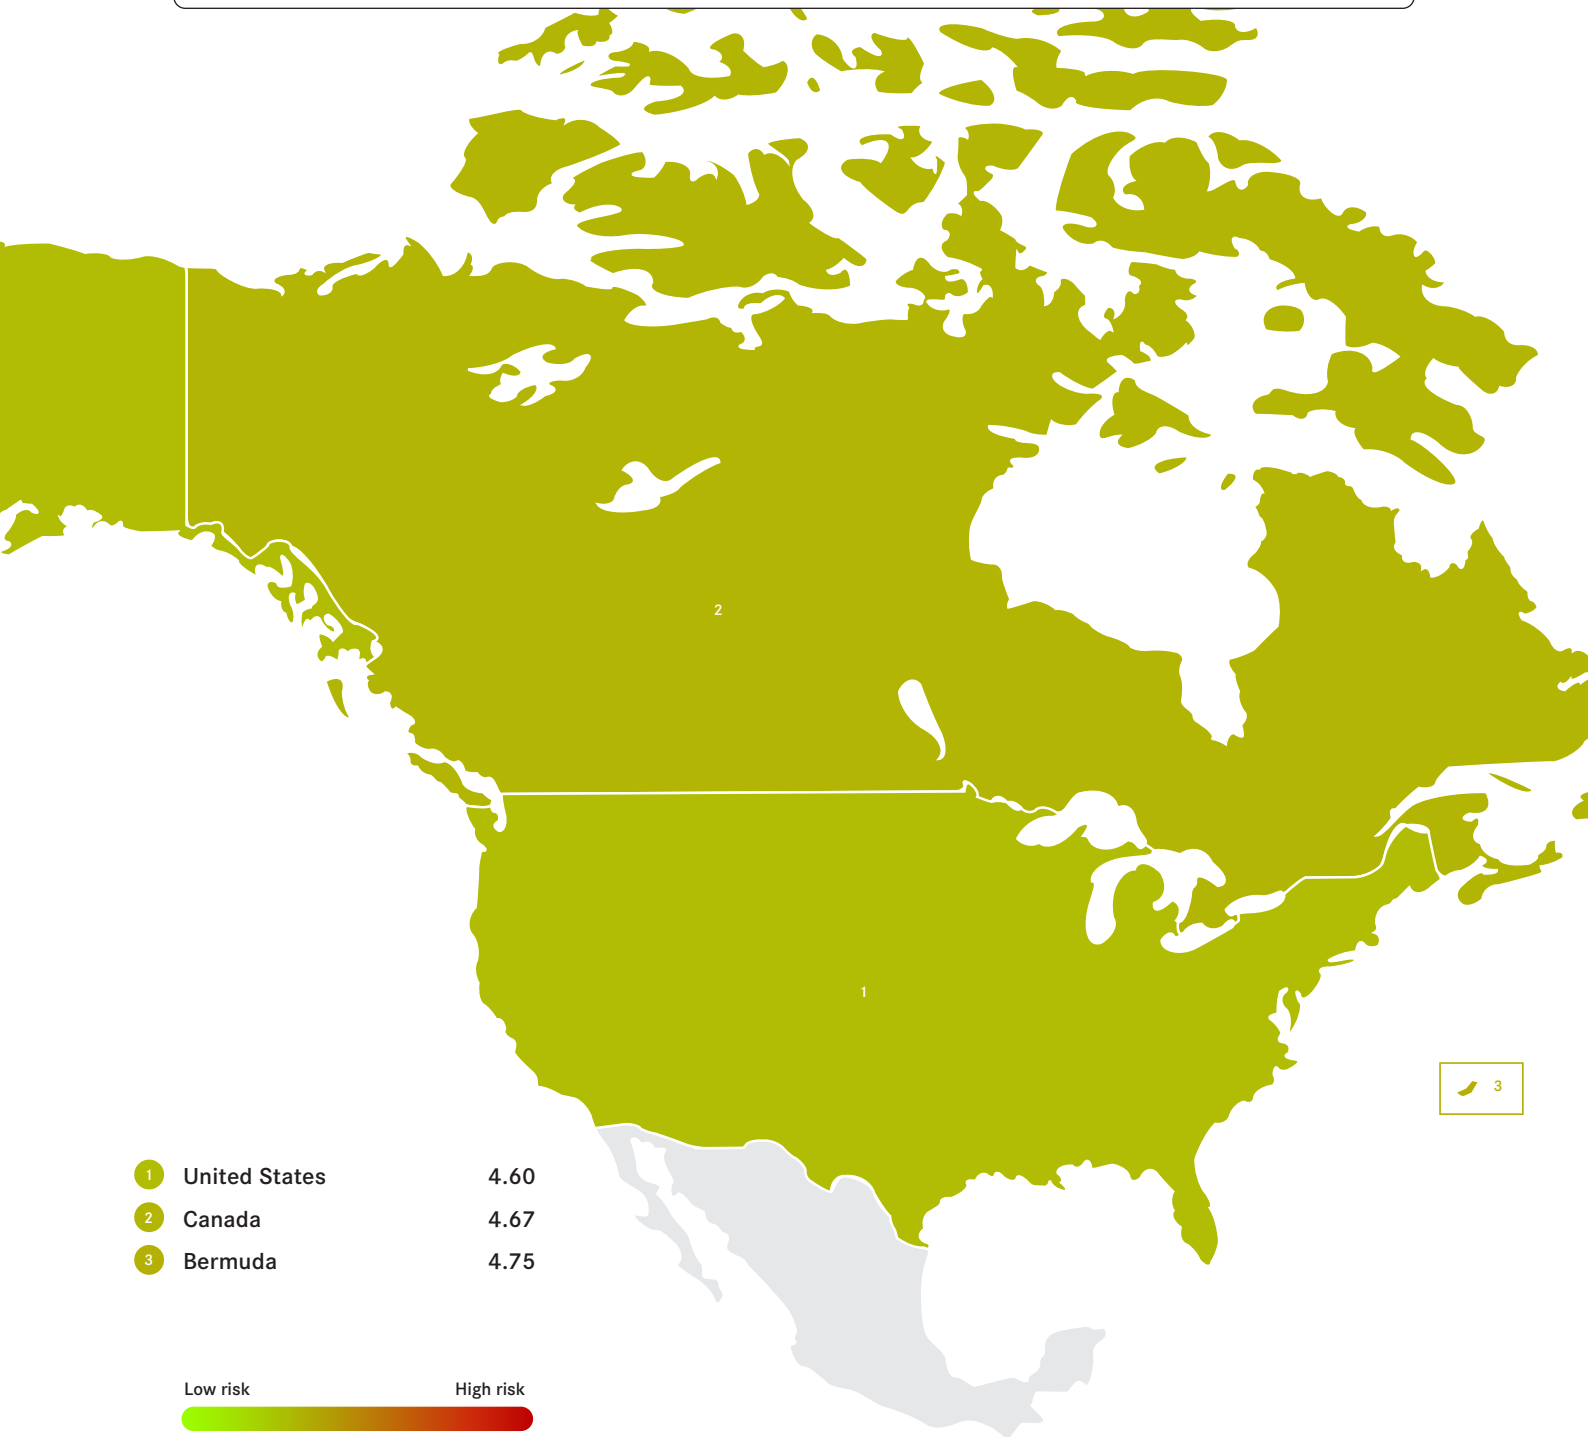 2
1
3
1 United States 4.60
2 Canada 4.67
3 Bermuda 4.75
Low risk High risk